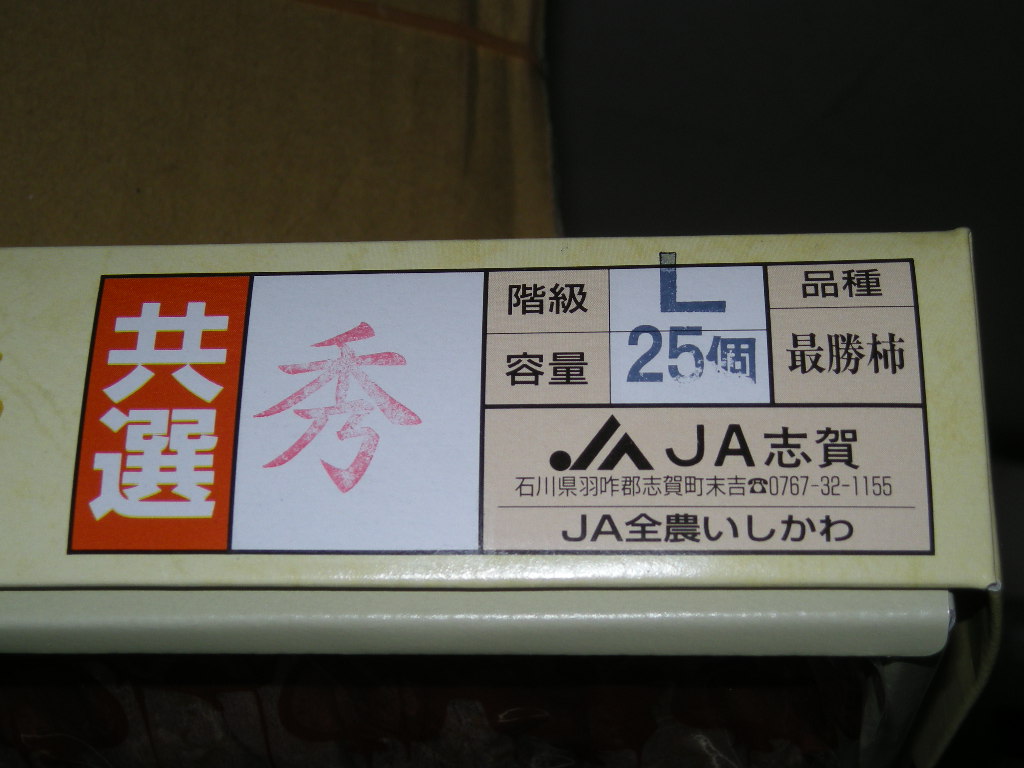 共選
秀
階級
L
容量
25個
品種
最勝柿
JA志賀
石川県羽咋郡志賀町末吉☎0767-32-1155
JA全農いしかわ